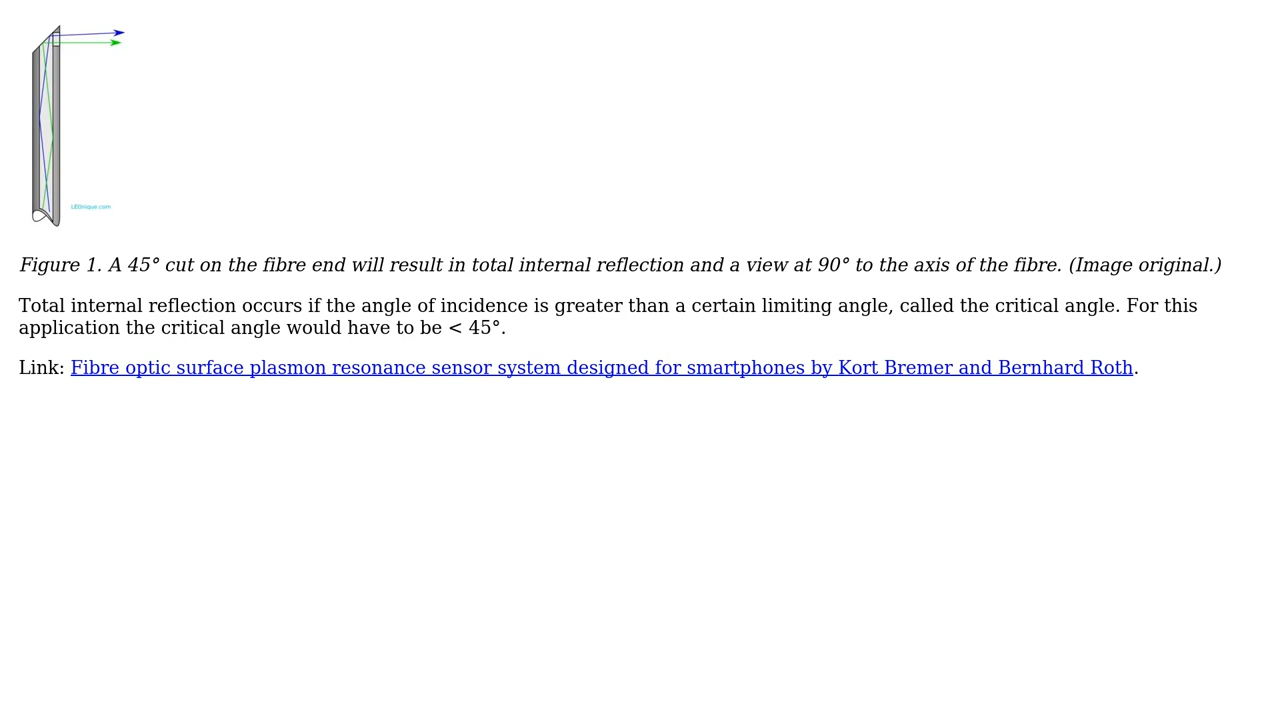 LEDnique.com
Figure 1. A 45° cut on the fibre end will result in total internal reflection and a view at 90° to the axis of the fibre. (Image original.)
Total internal reflection occurs if the angle of incidence is greater than a certain limiting angle, called the critical angle. For this
application the critical angle would have to be < 45°.
Link: Fibre optic surface plasmon resonance sensor system designed for smartphones by Kort Bremer and Bernhard Roth.